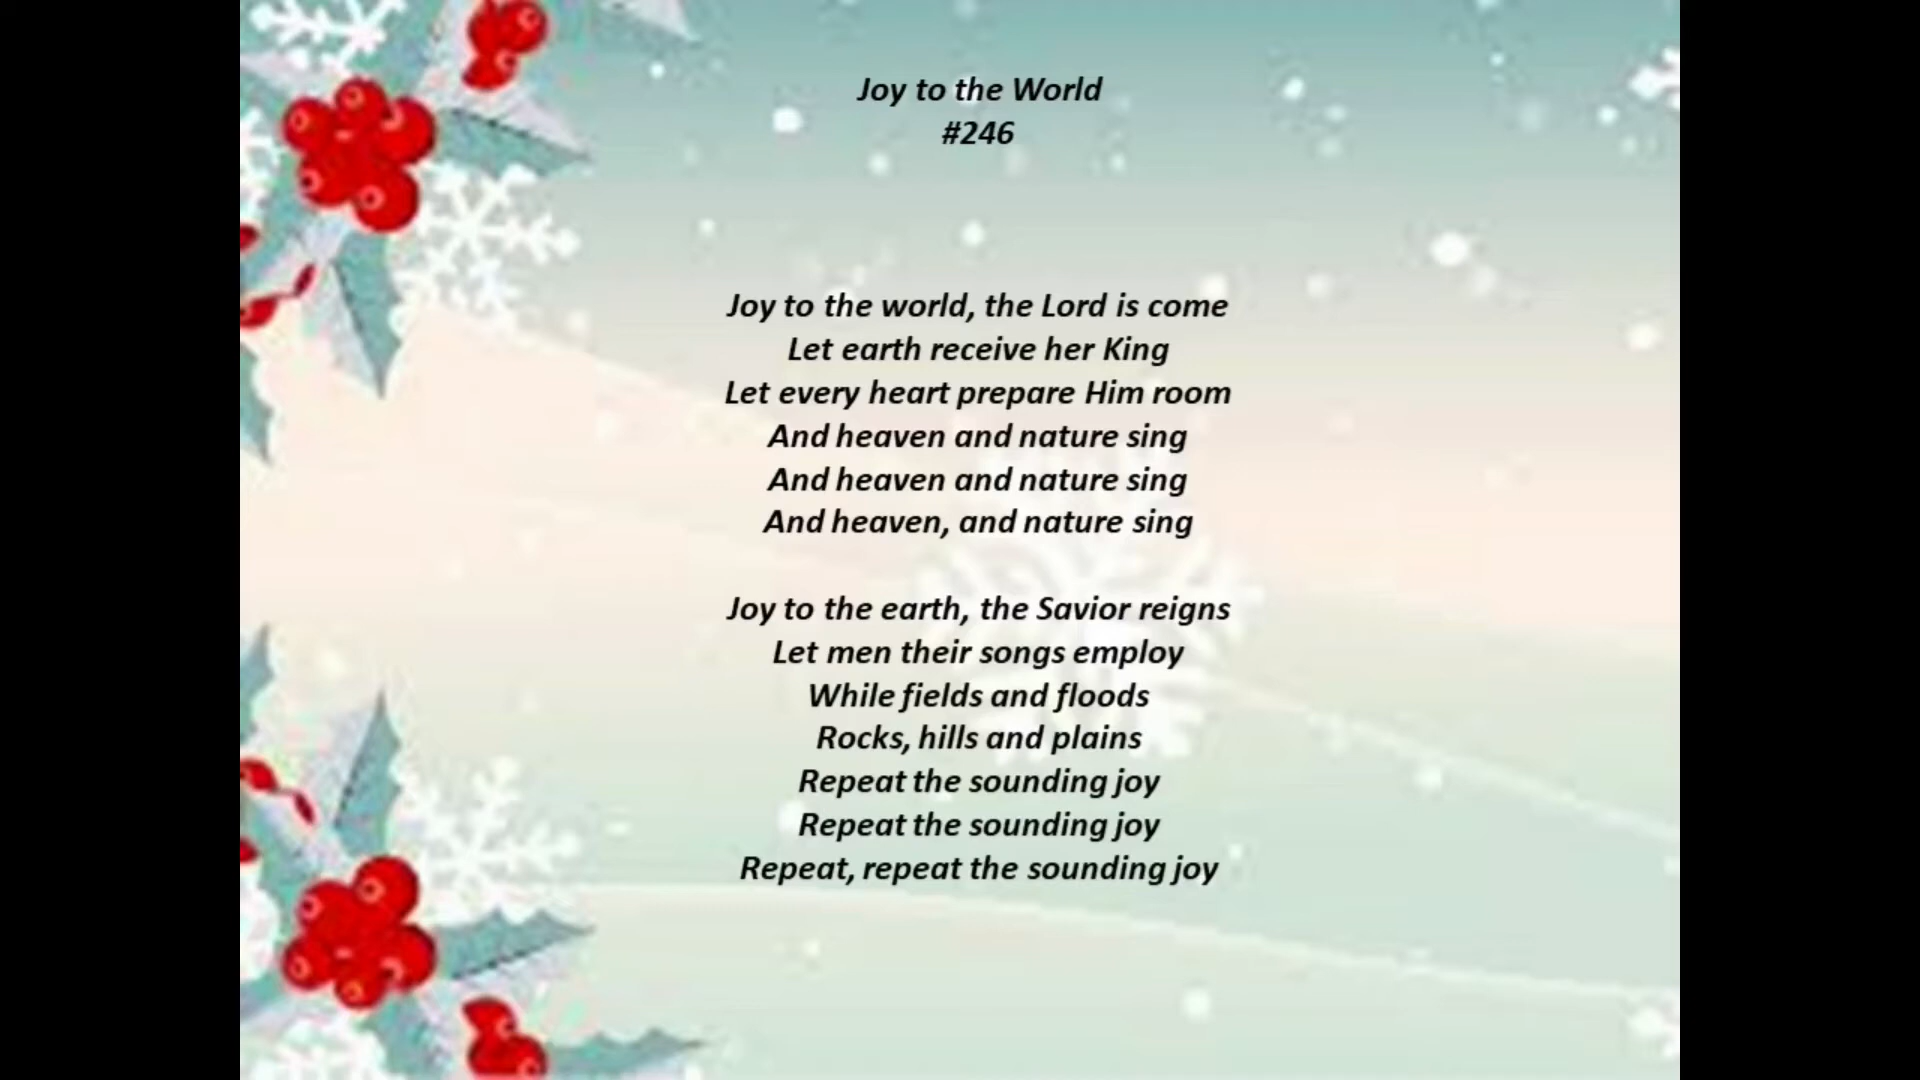 Joy to the World
#246
Joy to the world, the Lord is come
Let earth receive her King
Let every heart prepare Him room
And heaven and nature sing
And heaven and nature sing
And heaven, and nature sing
Joy to the earth, the Savior reigns
Let men their songs employ
While fields and floods
Rocks, hills and plains
Repeat the sounding joy
Repeat the sounding joy
Repeat, repeat the sounding joy